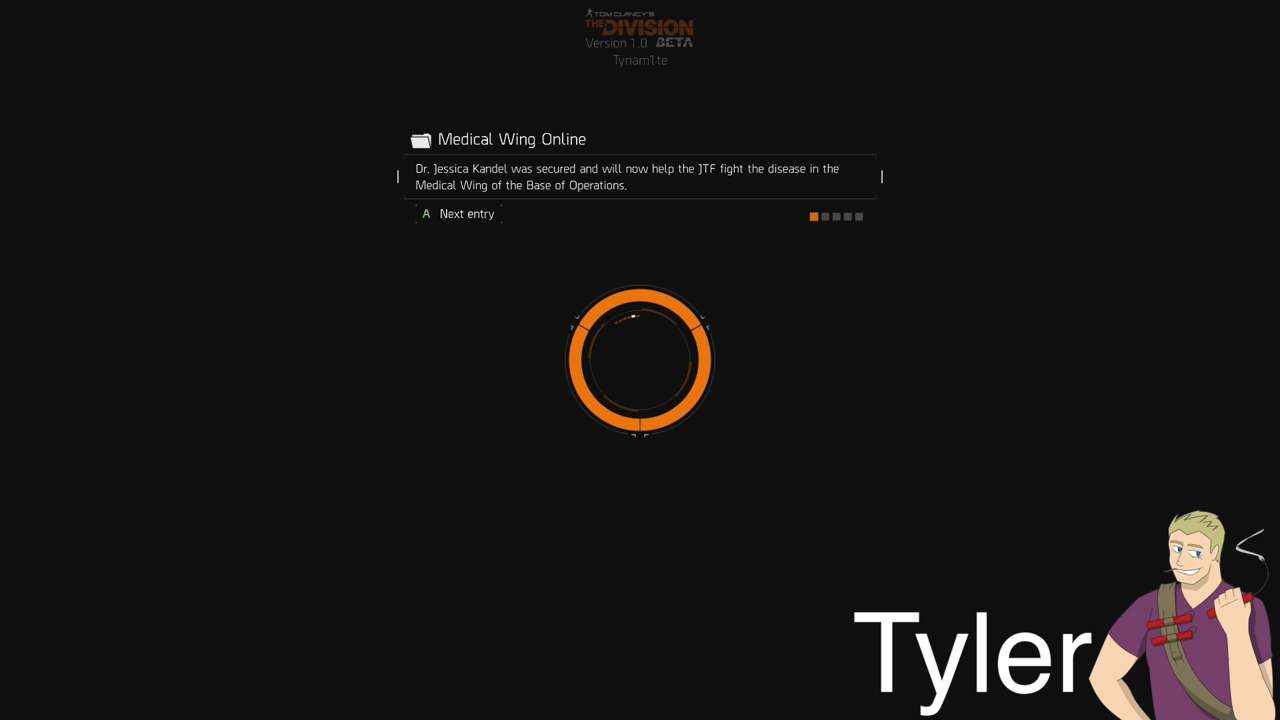 TOM CLANCY'S
THE DIVISION
Version 1.0 BETA
Tynam1te
Medical Wing Online
Dr. Jessica Kandel was secured and will now help the JTF fight the disease in the
Medical Wing of the Base of Operations.
A Next entry
Tyler